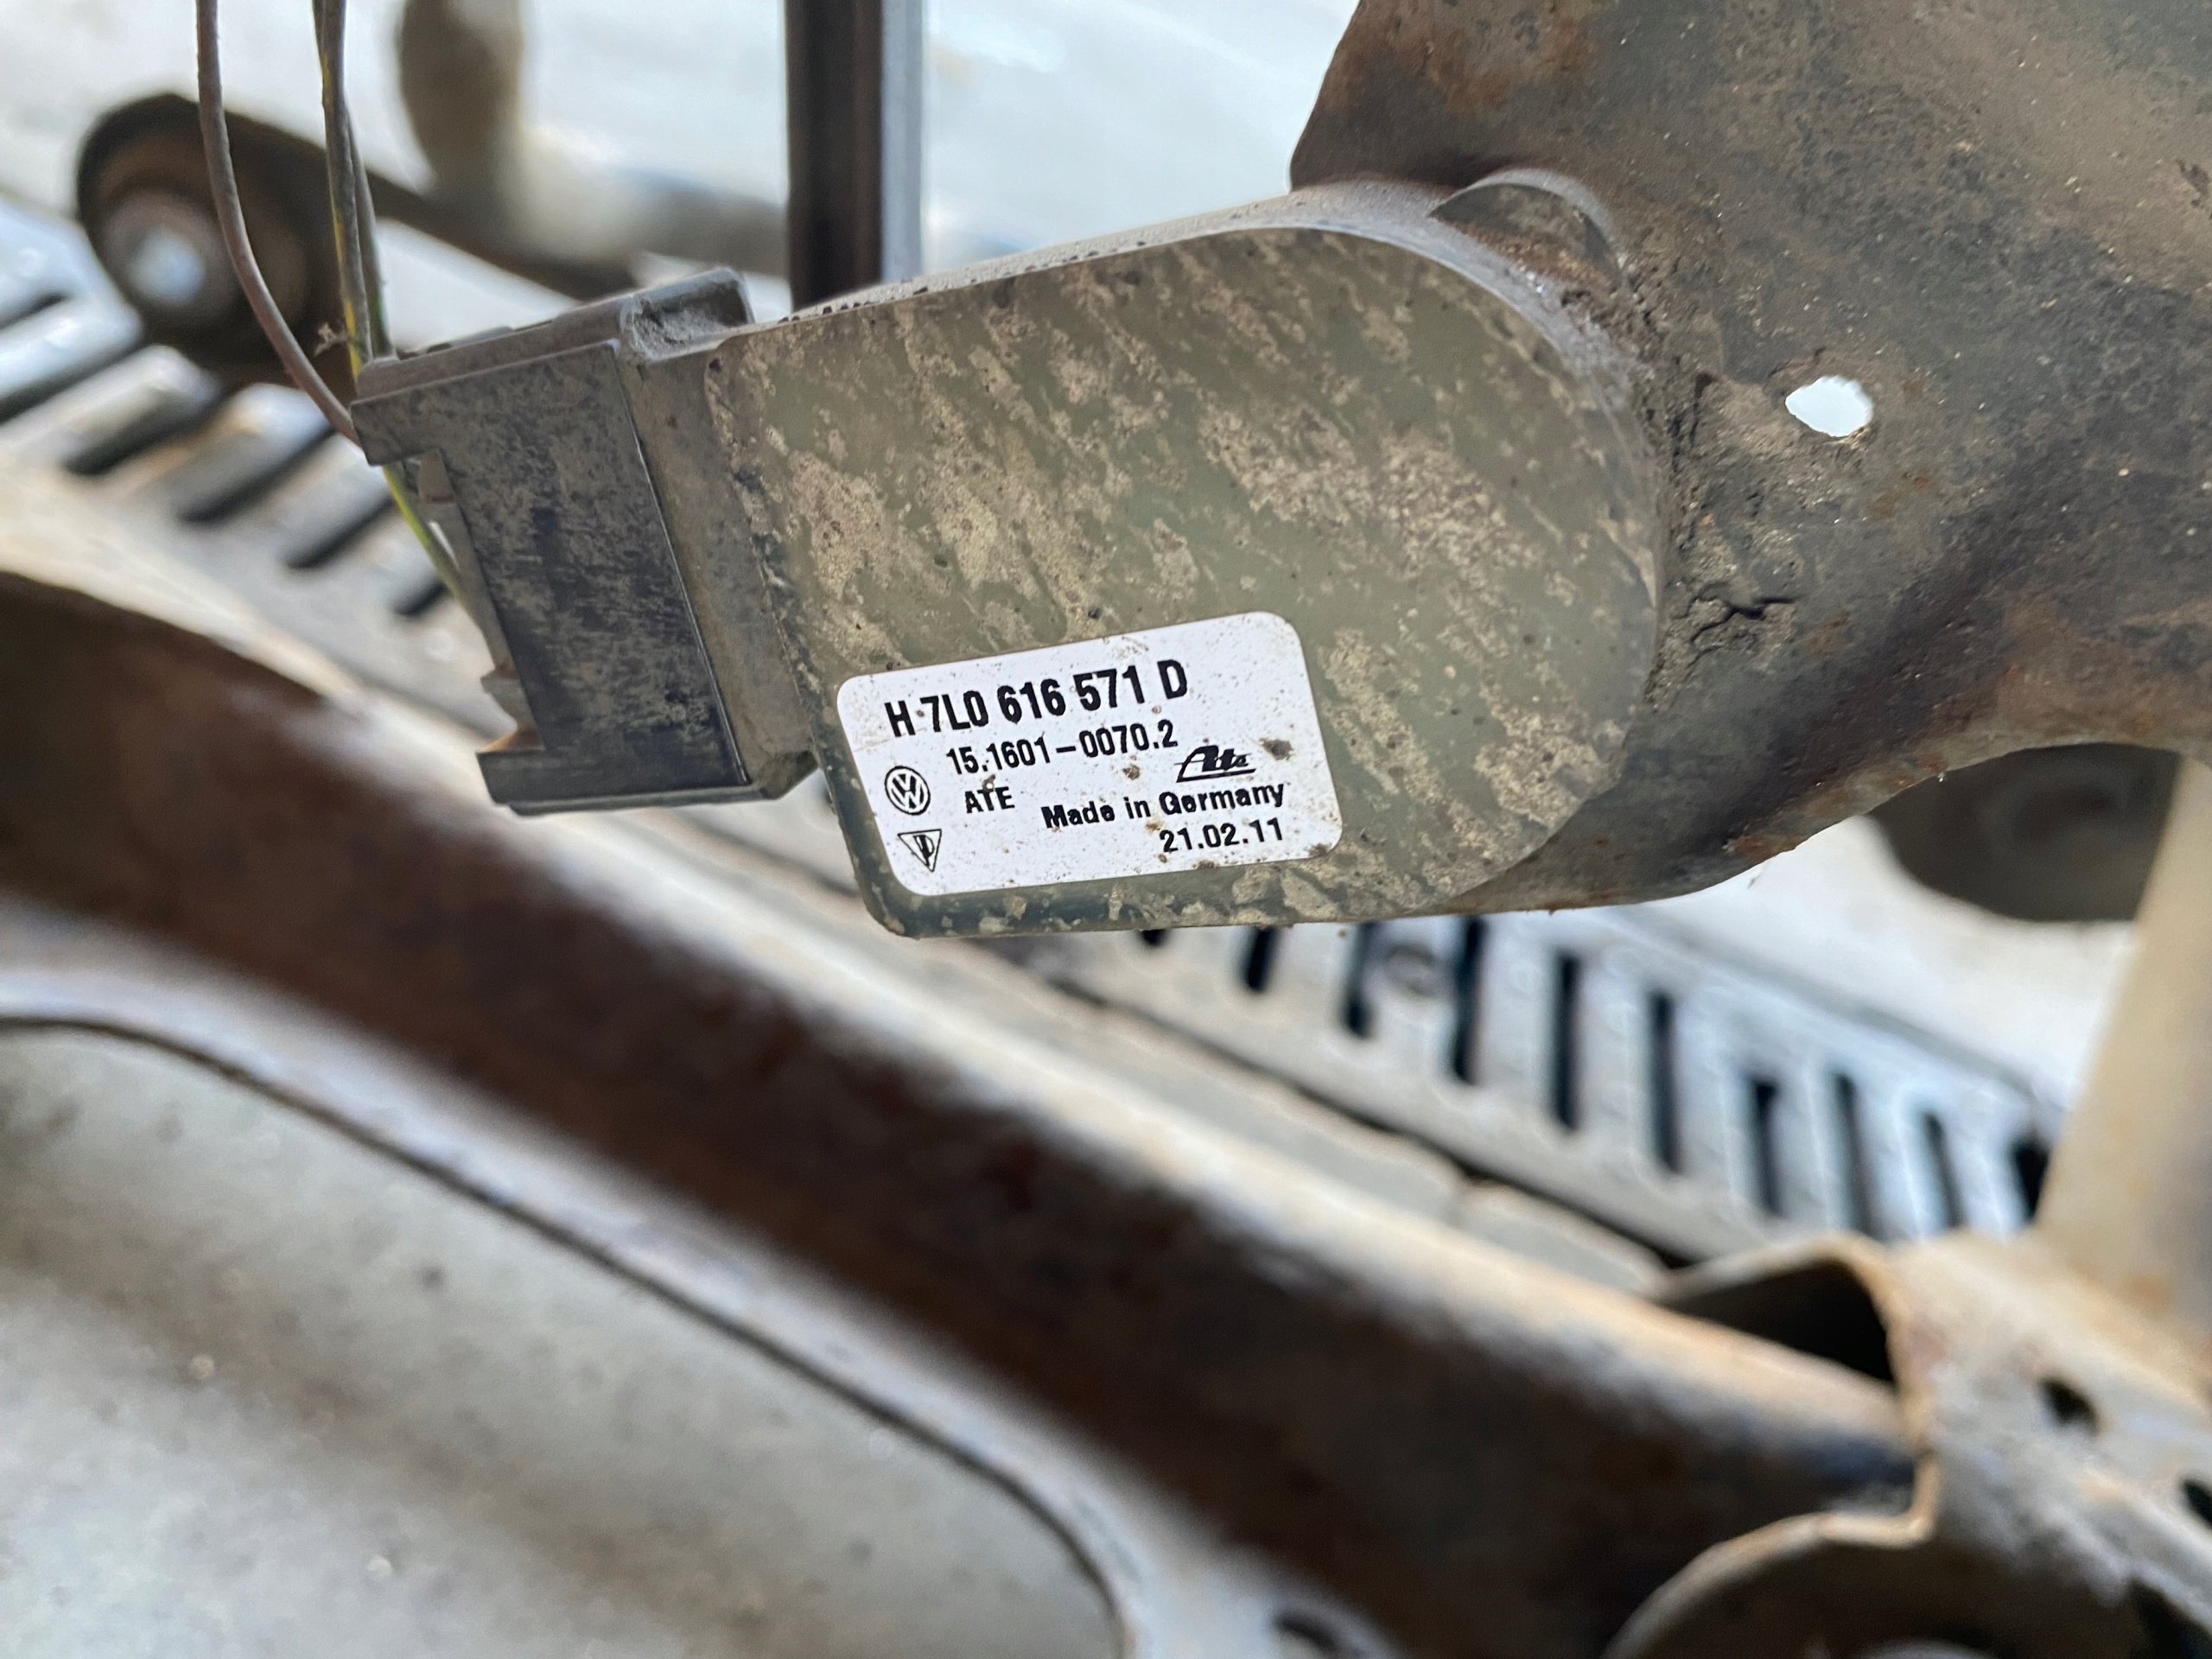 H 7L0 616 571 D
15.1601-0070.2
ATE
Ate
Made in Germany
21.02.11